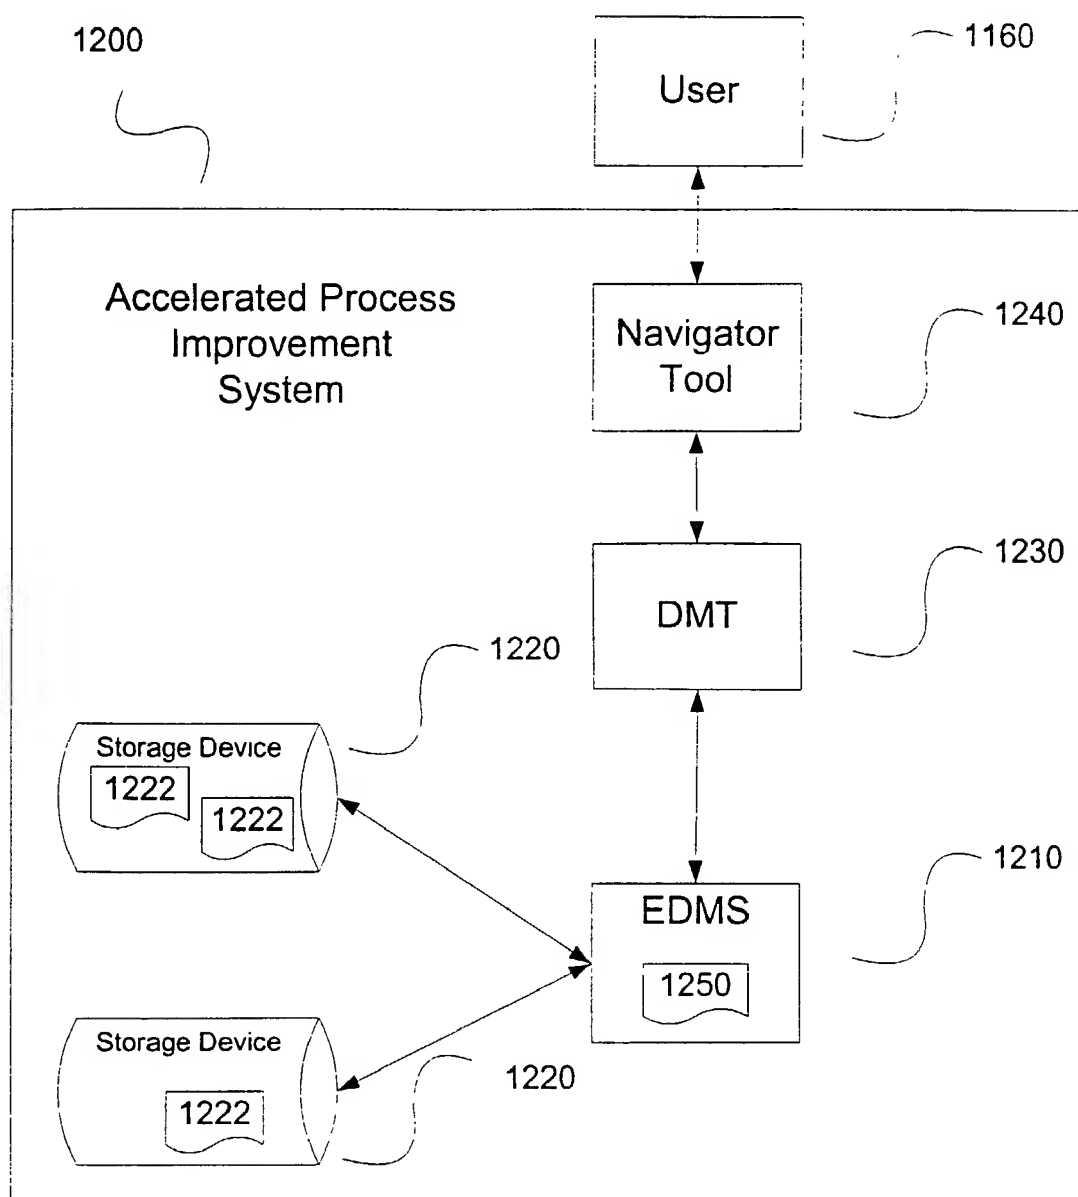 1200
1160
User
Accelerated Process
Improvement
System
Navigator
Tool
1240
DMT
1230
1220
Storage Device
1222
1222
1210
EDMS
1250
Storage Device
1222
1220